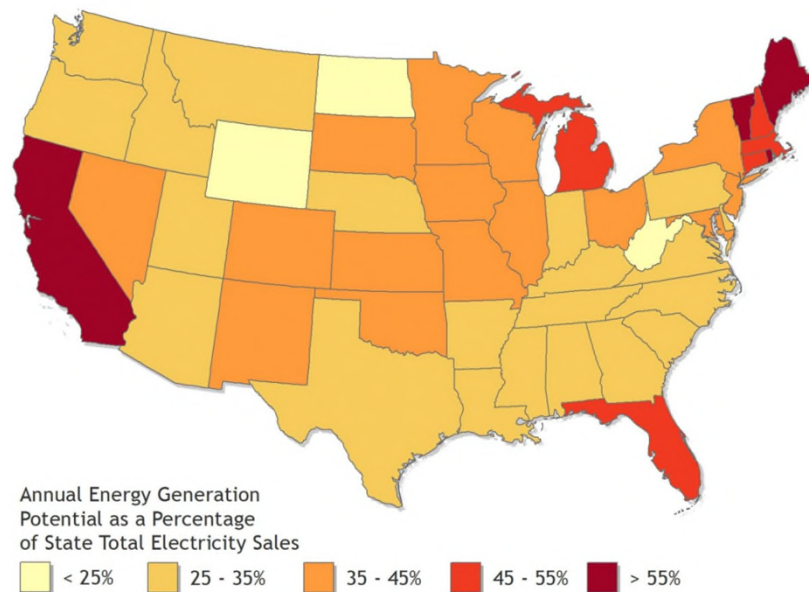 Annual Energy Generation
Potential as a Percentage
of State Total Electricity Sales
< 25% 25 - 35% 35 - 45% 45 - 55% > 55%